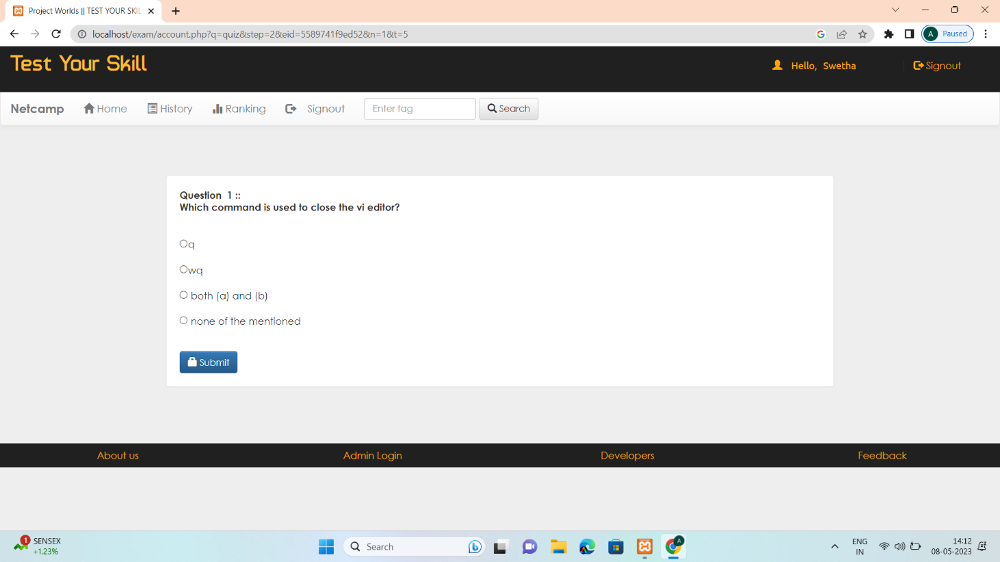 Project Worlds || TEST YOUR SKIL
localhost/exam/account.php?q=quiz&step=2&eid=5589741f9ed52&n=1&t=5
A Paused
Test Your Skill
Hello, Swetha
Signout
Netcamp
Home
History
Ranking
Signout
Enter tag
Search
Question 1 ::
Which command is used to close the vi editor?
q
wq
both (a) and (b)
none of the mentioned
Submit
About us
Admin Login
Developers
Feedback
1
SENSEX
+1.23%
Search
A
ENG
IN
14:12
08-05-2023